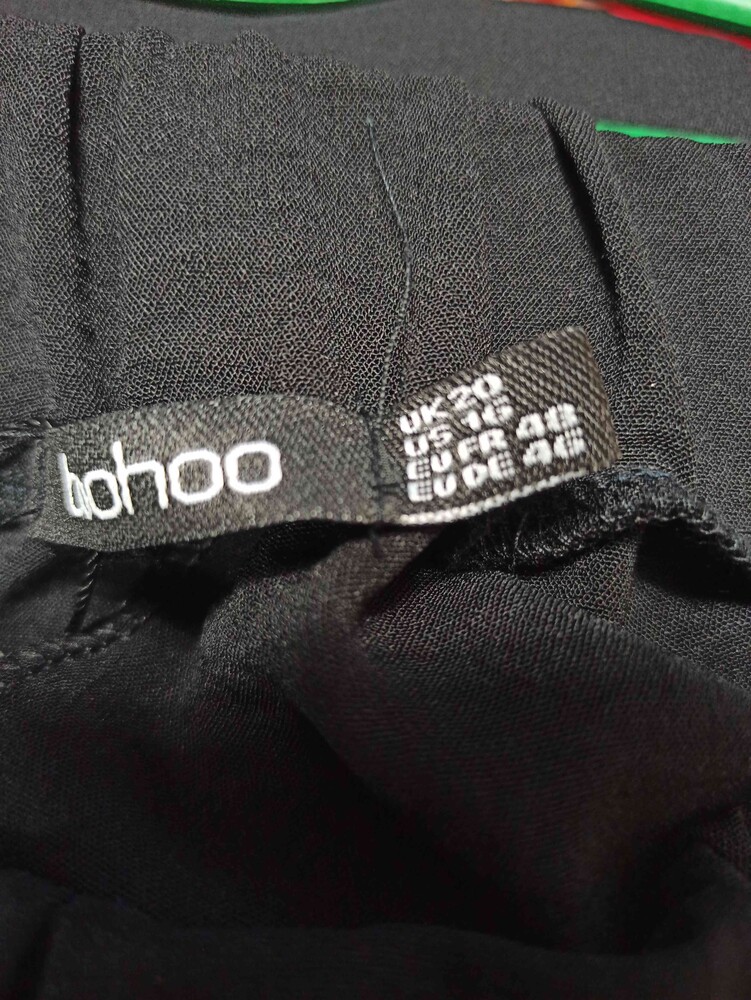 boohoo
UK 20
US 16
EU FR 48
EU DE 46